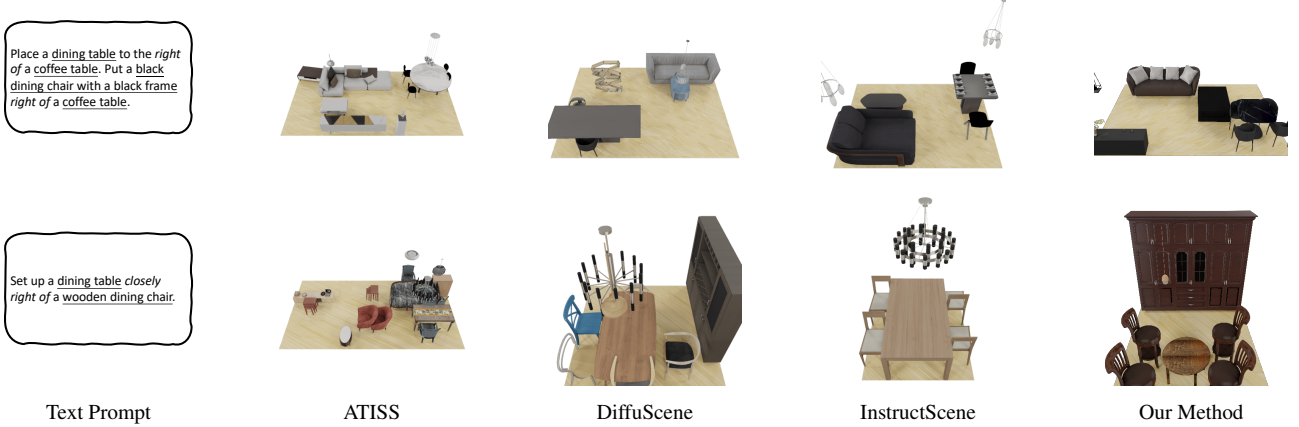 Place a dining table to the right
of a coffee table. Put a black
dining chair with a black frame
right of a coffee table.
Set up a dining table closely
right of a wooden dining chair.
Text Prompt
ATISS
DiffuScene
InstructScene
Our Method